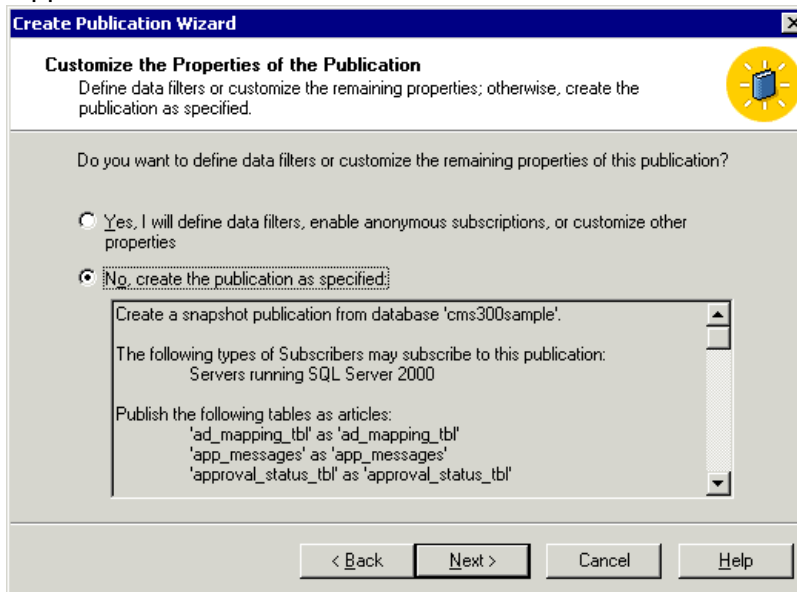 Create Publication Wizard
Customize the Properties of the Publication
Define data filters or customize the remaining properties; otherwise, create the
publication as specified.
Do you want to define data filters or customize the remaining properties of this publication?
Yes, I will define data filters, enable anonymous subscriptions, or customize other
properties
No, create the publication as specified:
Create a snapshot publication from database 'cms300sample'.
The following types of Subscribers may subscribe to this publication:
Servers running SQL Server 2000
Publish the following tables as articles:
'ad_mapping_tbl' as 'ad_mapping_tbl'
'app_messages' as 'app_messages'
'approval_status_tbl' as 'approval_status_tbl'
< Back Next > Cancel Help